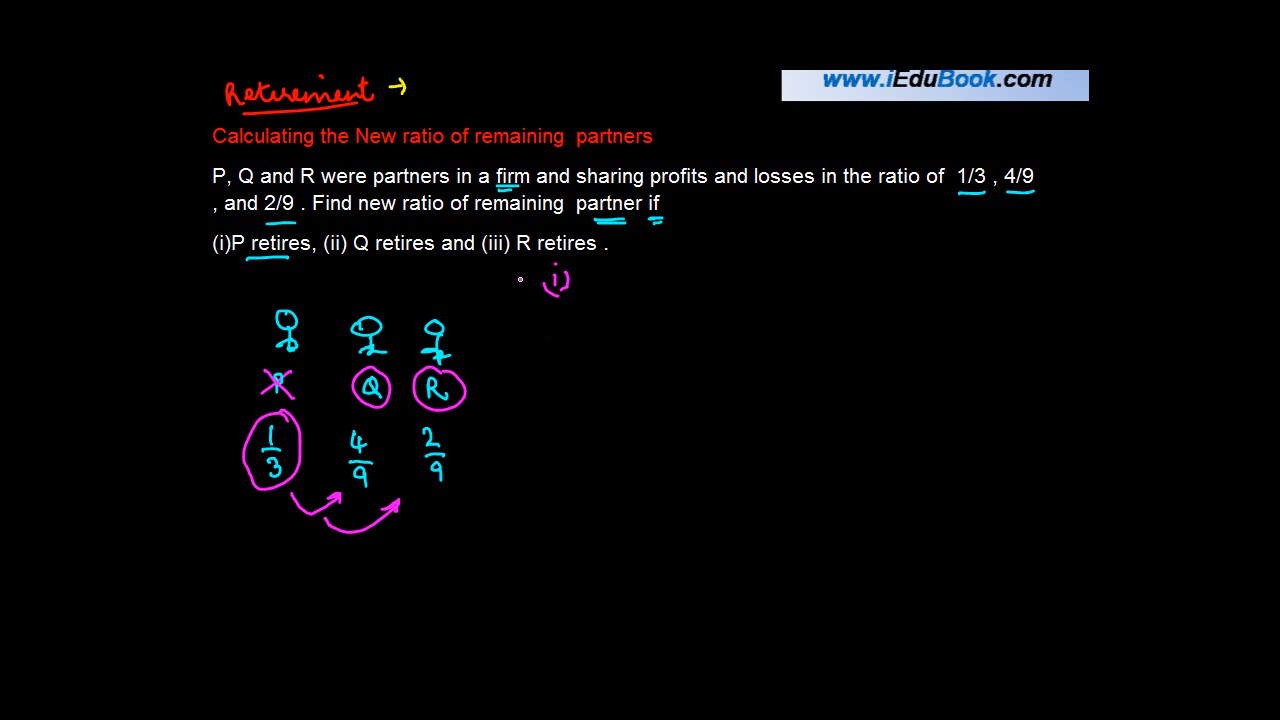 Retirement →
www.iEduBook.com
Calculating the New ratio of remaining partners
P, Q and R were partners in a firm and sharing profits and losses in the ratio of 1/3 , 4/9
, and 2/9 . Find new ratio of remaining partner if
(i)P retires, (ii) Q retires and (iii) R retires .
(i)
P Q R
1/3 4/9 2/9